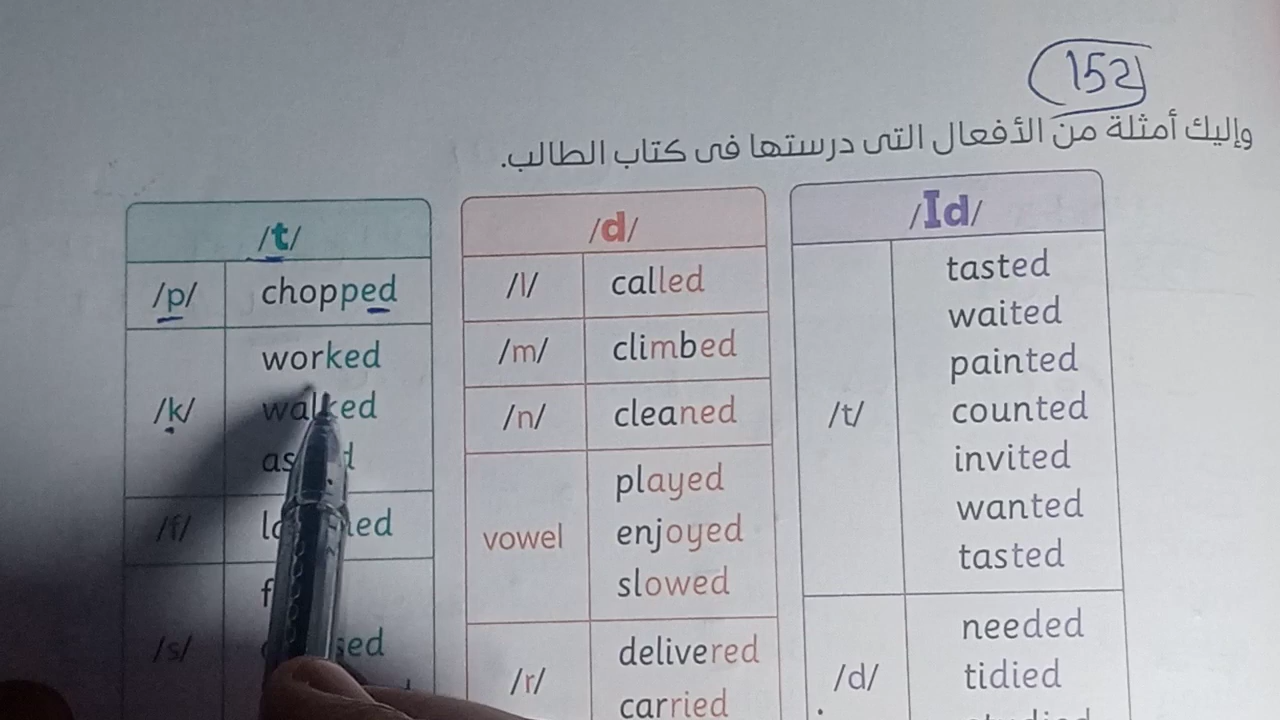 152
وإليك أمثلة من الأفعال التى درستها فى كتاب الطالب.
/t/
/p/ chopped
/k/ worked
walked
/f/
/s/
/d/
/l/ called
/m/ climbed
/n/ cleaned
vowel played
enjoyed
slowed
/r/ delivered
carried
/Id/
/t/ tasted
waited
painted
counted
invited
wanted
tasted
/d/ needed
tidied